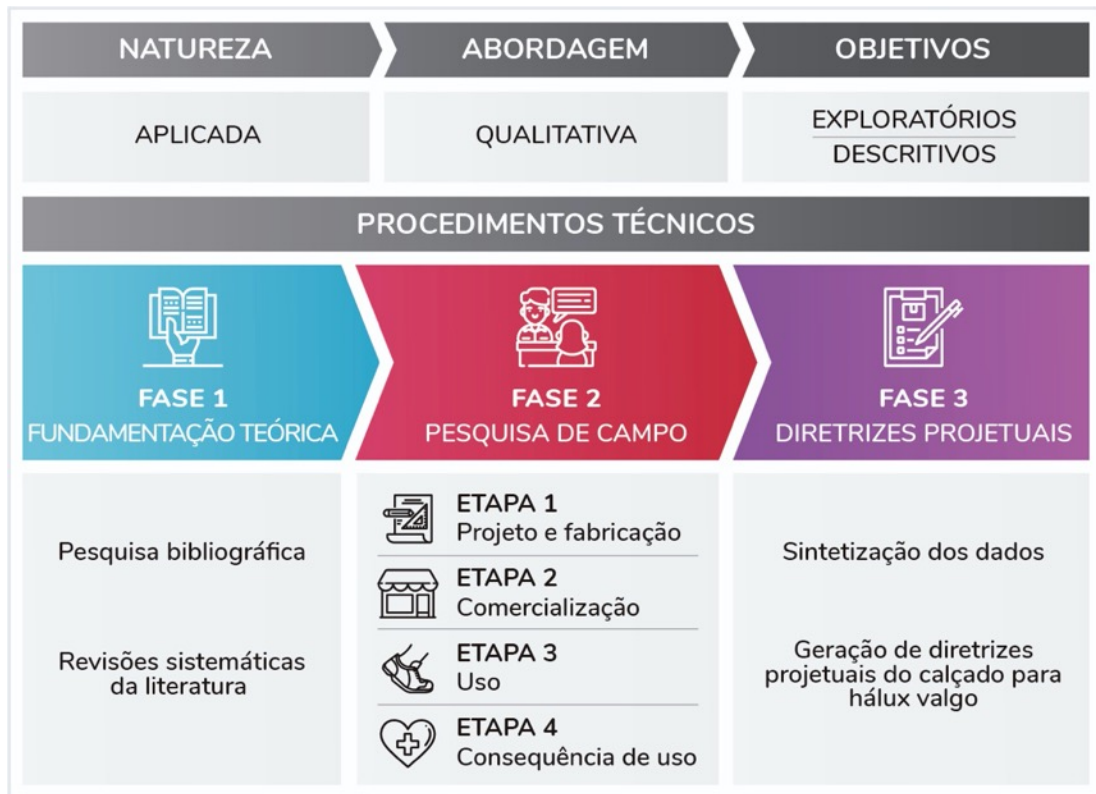 NATUREZA
ABORDAGEM
OBJETIVOS
APLICADA
QUALITATIVA
EXPLORATÓRIOS
DESCRITIVOS
PROCEDIMENTOS TÉCNICOS
FASE 1
FUNDAMENTAÇÃO TEÓRICA
FASE 2
PESQUISA DE CAMPO
FASE 3
DIRETRIZES PROJETUAIS
Pesquisa bibliográfica
Revisões sistemáticas
da literatura
ETAPA 1
Projeto e fabricação
ETAPA 2
Comercialização
ETAPA 3
Uso
ETAPA 4
Consequência de uso
Sintetização dos dados
Geração de diretrizes
projetuais do calçado para
hálux valgo